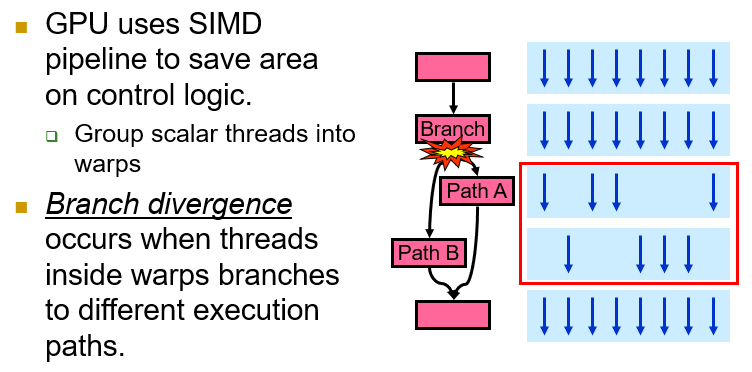 GPU uses SIMD
pipeline to save area
on control logic.
Group scalar threads into
warps
Branch divergence
occurs when threads
inside warps branches
to different execution
paths.
Branch
Path A
Path B